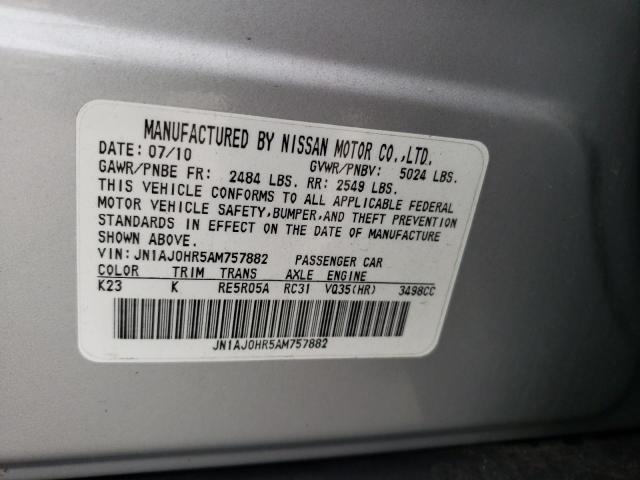 MANUFACTURED BY NISSAN MOTOR CO.,LTD.
DATE: 07/10 GVWR/PNBV: 5024 LBS.
GAWR/PNBE FR: 2484 LBS. RR: 2549 LBS.
THIS VEHICLE CONFORMS TO ALL APPLICABLE FEDERAL
MOTOR VEHICLE SAFETY, BUMPER, AND THEFT PREVENTION
STANDARDS IN EFFECT ON THE DATE OF MANUFACTURE
SHOWN ABOVE.
VIN: JN1AJ0HR5AM757882 PASSENGER CAR
COLOR TRIM TRANS AXLE ENGINE
K23 K RE5R05A RC31 VQ35(HR) 3498CC
JN1AJ0HR5AM757882